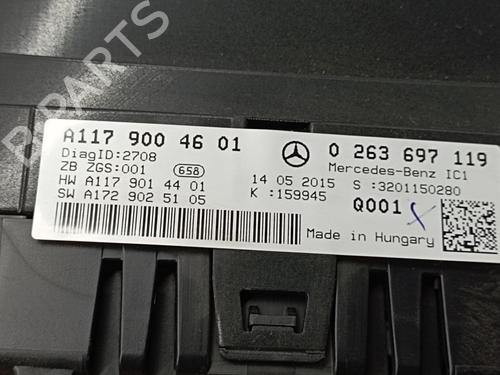 B-PARTS
A117 900 46 01
DiagID:2708
ZB ZGS:001 658
HW A117 901 44 01
SW A172 902 51 05
0 263 697 119
Mercedes-Benz IC1
14 05 2015 S :3201150280
K :159945 Q001
Made in Hungary